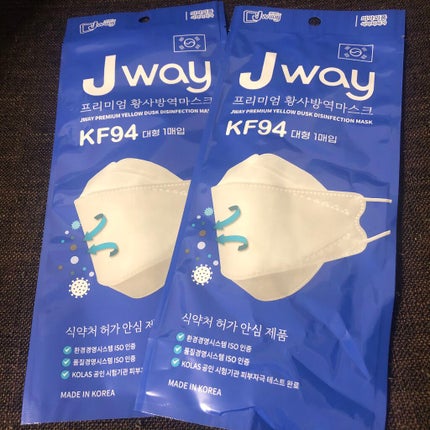 Jway
프리미엄 황사방역마스크
JWAY PREMIUM YELLOW DUSK DISINFECTION MASK
KF94 대형 1매입
식약처 허가 안심 제품
환경경영시스템 ISO 인증
품질경영시스템 ISO 인증
KOLAS 공인 시험기관 피부자
MADE IN KOREA
Jway
의약외품
Jway
프리미엄 황사방역마스크
JWAY PREMIUM YELLOW DUSK DISINFECTION MASK
KF94 대형 1매입
식약처 허가 안심 제품
환경경영시스템 ISO 인증
품질경영시스템 ISO 인증
KOLAS 공인 시험기관 피부자극 테스트 완료
MADE IN KOREA